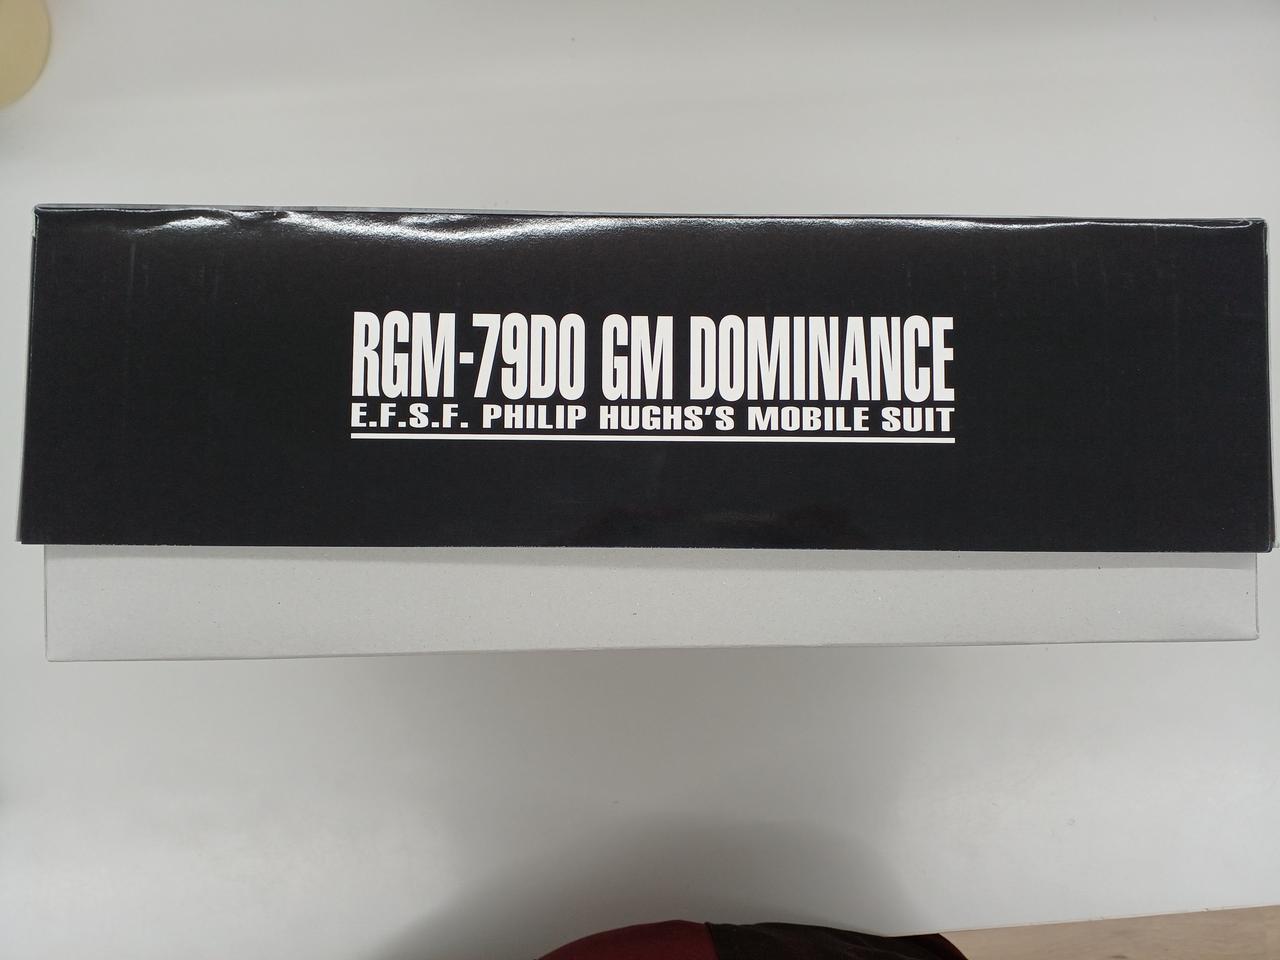 RGM-79DO GM DOMINANCE
E.F.S.F. PHILIP HUGHS'S MOBILE SUIT